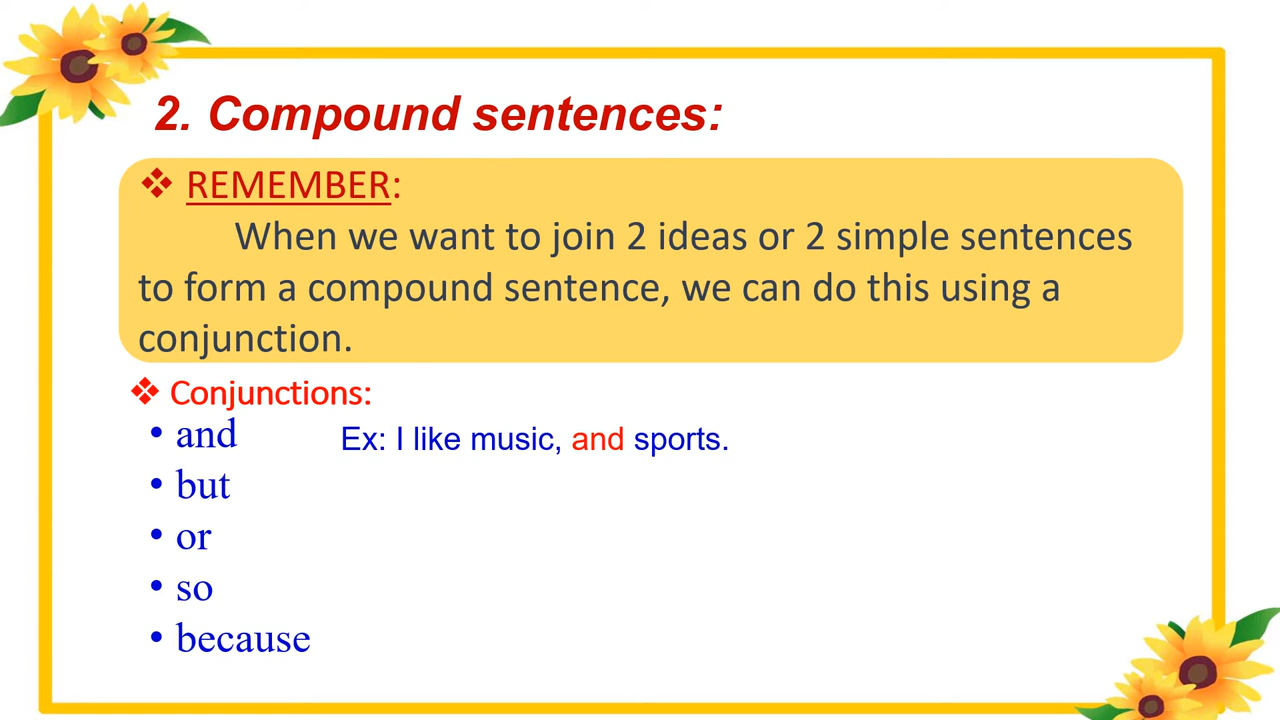 2. Compound sentences:
❖ REMEMBER:
When we want to join 2 ideas or 2 simple sentences
to form a compound sentence, we can do this using a
conjunction.
❖ Conjunctions:
• and
Ex: I like music, and sports.
• but
• or
• so
• because